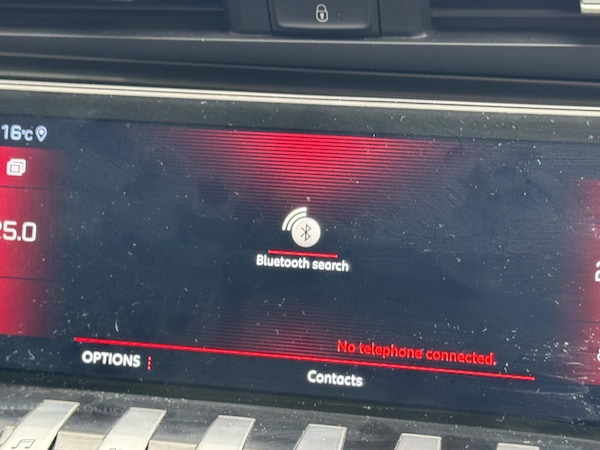 16°C
25.0
Bluetooth search
No telephone connected.
OPTIONS
Contacts